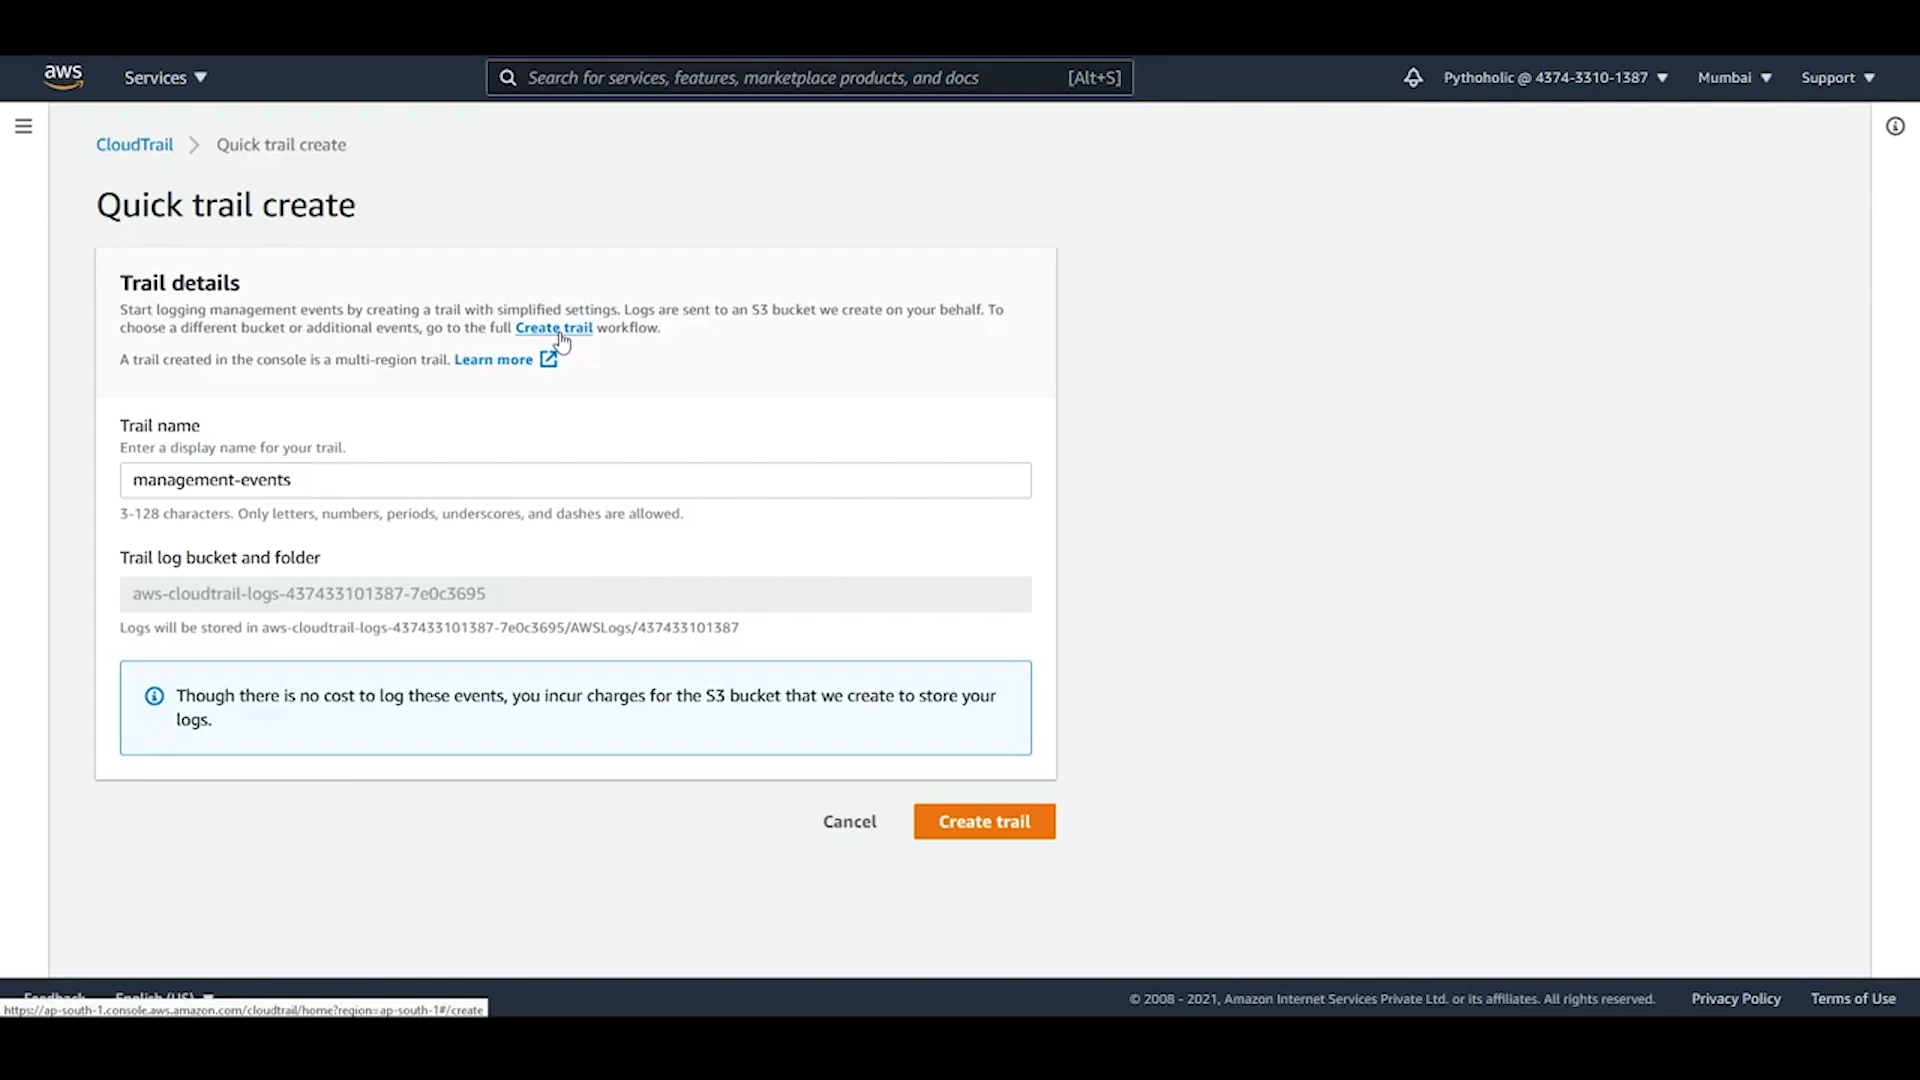 aws
Services
Search for services, features, marketplace products, and docs
[Alt+S]
Pythoholic @ 4374-3310-1387
Mumbai
Support
CloudTrail
Quick trail create
Quick trail create
Trail details
Start logging management events by creating a trail with simplified settings. Logs are sent to an S3 bucket we create on your behalf. To
choose a different bucket or additional events, go to the full Create trail workflow.
A trail created in the console is a multi-region trail. Learn more
Trail name
Enter a display name for your trail.
management-events
3-128 characters. Only letters, numbers, periods, underscores, and dashes are allowed.
Trail log bucket and folder
aws-cloudtrail-logs-437433101387-7e0c3695
Logs will be stored in aws-cloudtrail-logs-437433101387-7e0c3695/AWSLogs/437433101387
Though there is no cost to log these events, you incur charges for the S3 bucket that we create to store your
logs.
Cancel
Create trail
Feedback
English (US)
© 2008 - 2021, Amazon Internet Services Private Ltd. or its affiliates. All rights reserved.
Privacy Policy
Terms of Use
https://ap-south-1.console.aws.amazon.com/cloudtrail/home?region=ap-south-1#/create